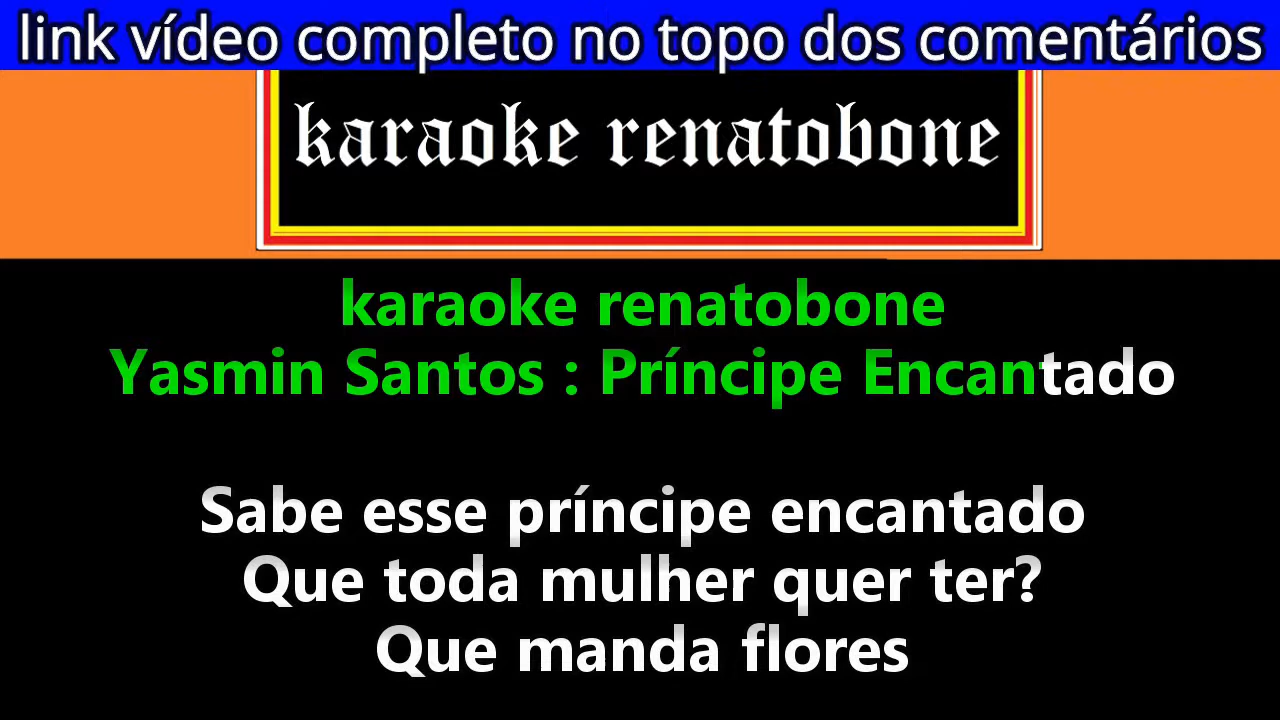 link vídeo completo no topo dos comentários
karaoke renatobone
karaoke renatobone
Yasmin Santos : Príncipe Encantado
Sabe esse príncipe encantado
Que toda mulher quer ter?
Que manda flores